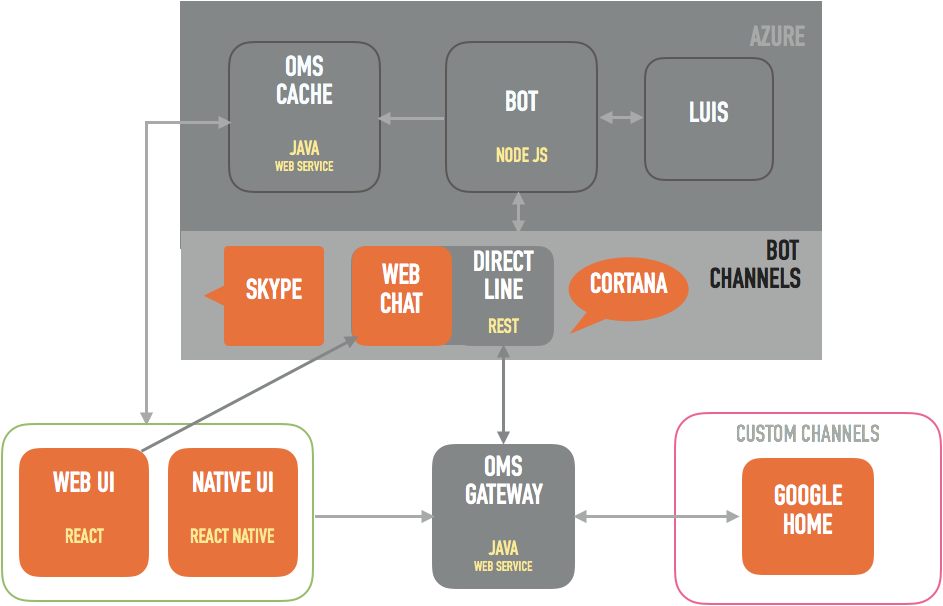 AZURE
OMS
CACHE
JAVA
WEB SERVICE
BOT
NODE JS
LUIS
BOT
CHANNELS
SKYPE
WEB
CHAT
DIRECT
LINE
REST
CORTANA
WEB UI
REACT
NATIVE UI
REACT NATIVE
OMS
GATEWAY
JAVA
WEB SERVICE
CUSTOM CHANNELS
GOOGLE
HOME